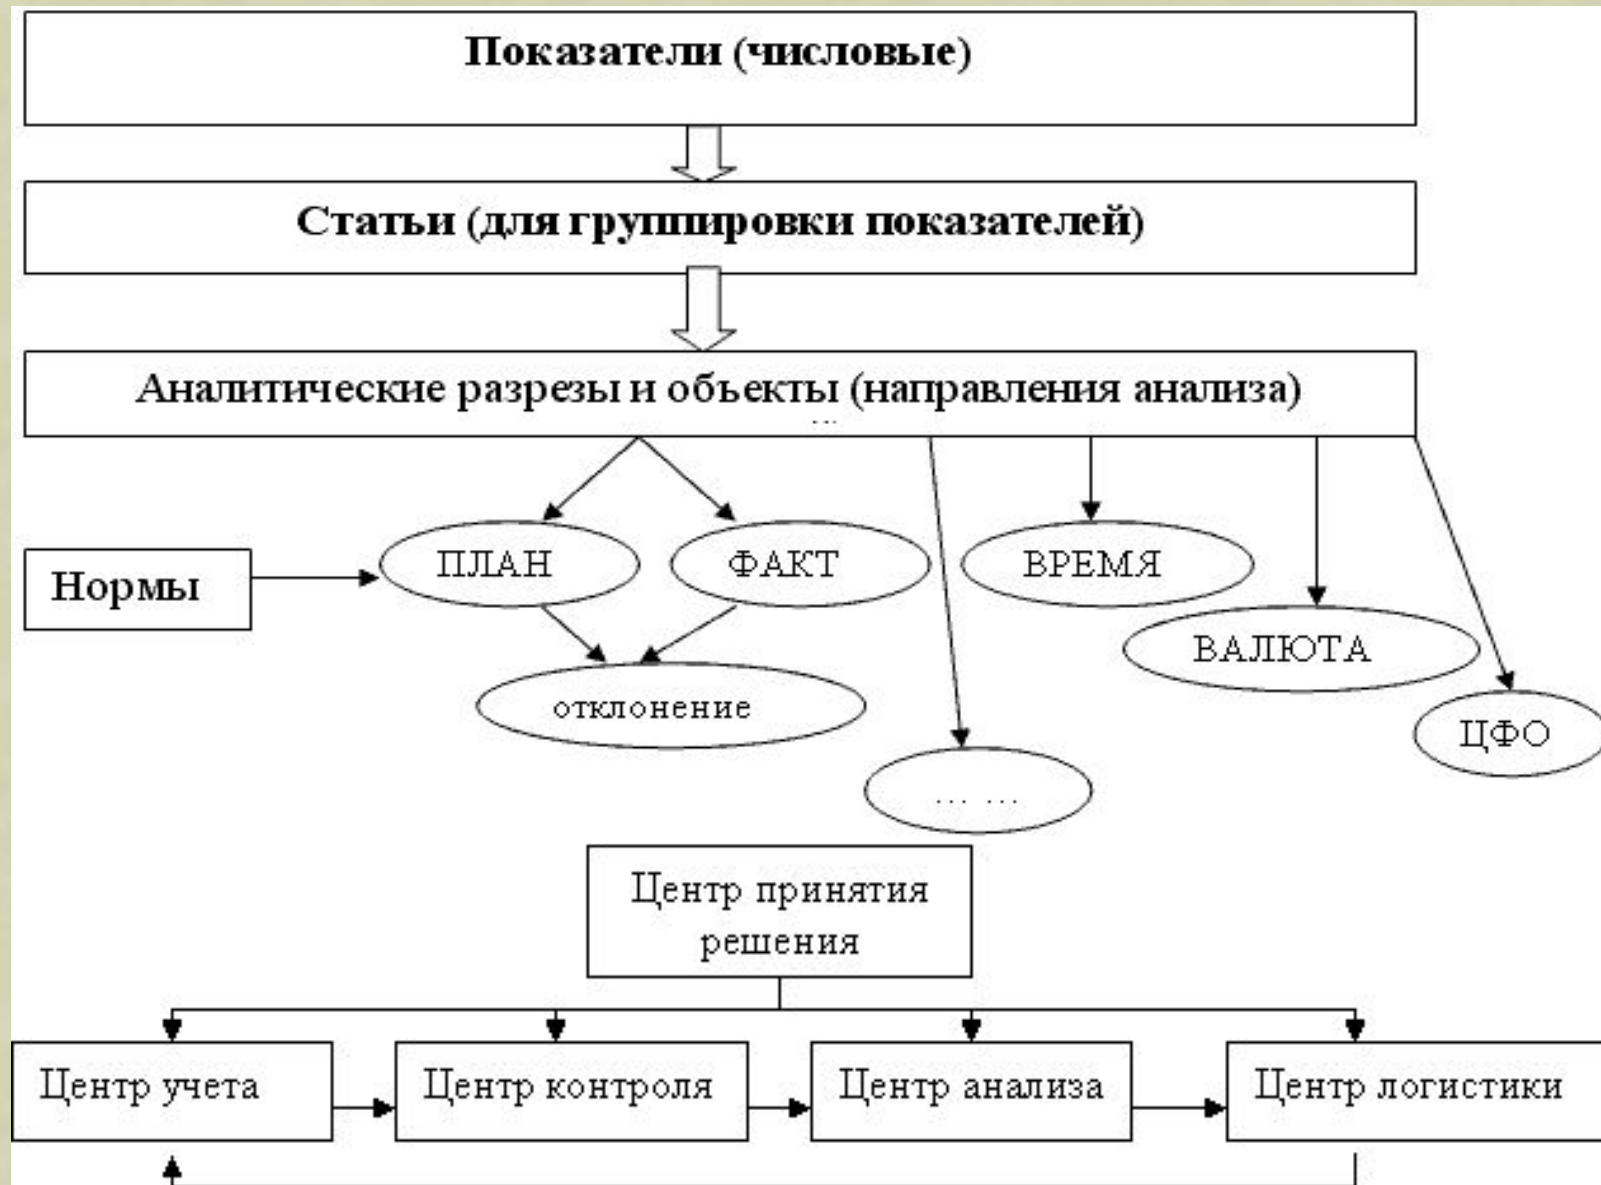 Показатели (числовые)
Статьи (для группировки показателей)
Аналитические разрезы и объекты (направления анализа)
...
Нормы
ПЛАН
ФАКТ
ВРЕМЯ
ВАЛЮТА
отклонение
ЦФО
... ...
Центр принятия
решения
Центр учета
Центр контроля
Центр анализа
Центр логистики